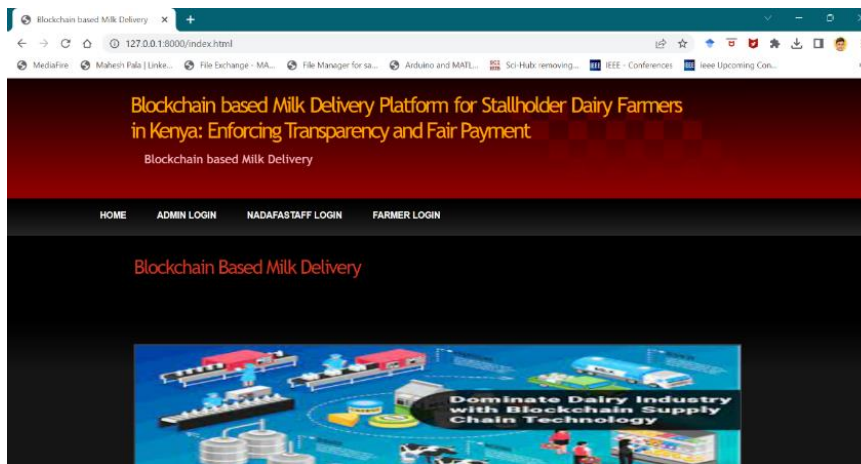 Blockchain based Milk Delivery
127.0.0.1:8000/index.html
MediaFire
Mahesh Pala | Linke...
File Exchange - MA...
File Manager for sa...
Arduino and MATL...
Sci-Hub: removing...
IEEE - Conferences
Ieee Upcoming Con...
Blockchain based Milk Delivery Platform for Stallholder Dairy Farmers
in Kenya: Enforcing Transparency and Fair Payment
Blockchain based Milk Delivery
HOME ADMIN LOGIN NADAFASTAFF LOGIN FARMER LOGIN
Blockchain Based Milk Delivery
Dominate Dairy Industry
with Blockchain Supply
Chain Technology